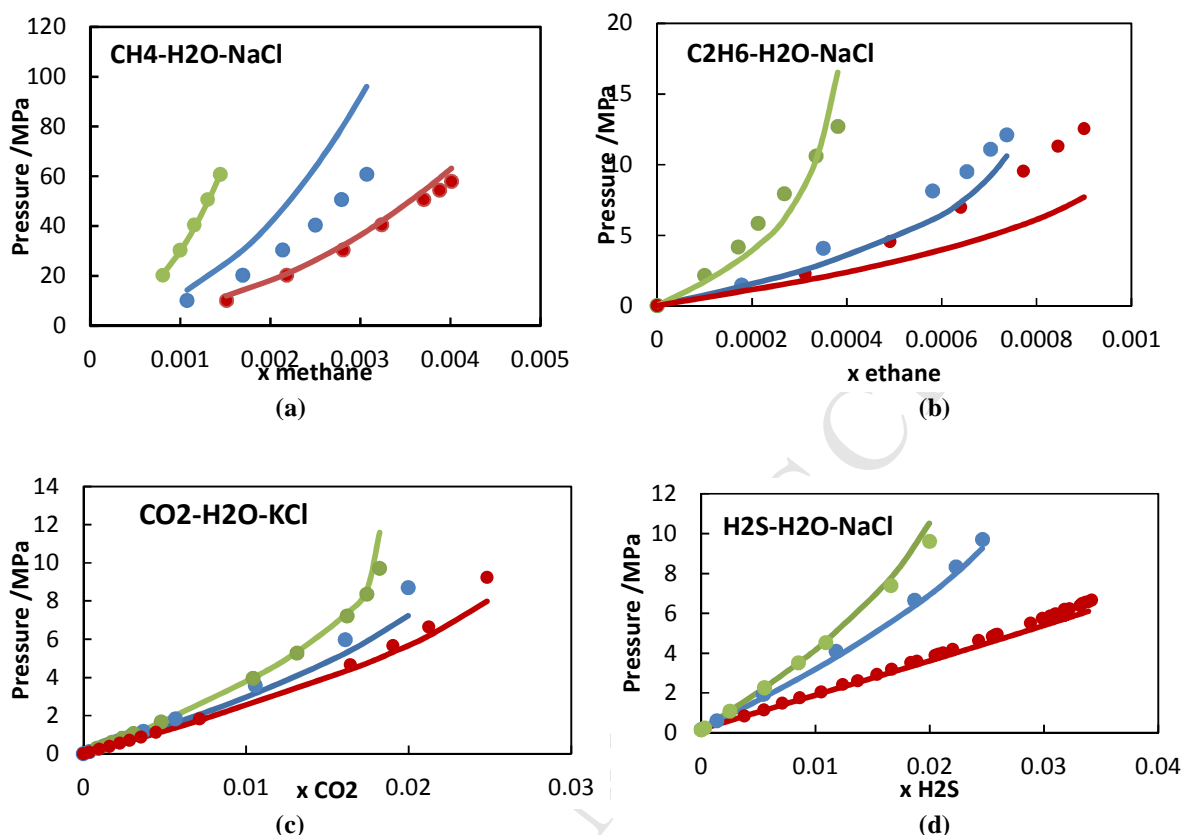 CH4-H2O-NaCl
Pressure /MPa
120
100
80
60
40
20
0
0 0.001 0.002 0.003 0.004 0.005
x methane
(a)
C2H6-H2O-NaCl
Pressure /MPa
20
15
10
5
0
0 0.0002 0.0004 0.0006 0.0008 0.001
x ethane
(b)
CO2-H2O-KCl
Pressure /MPa
14
12
10
8
6
4
2
0
0 0.01 0.02 0.03
x CO2
(c)
H2S-H2O-NaCl
Pressure /MPa
12
10
8
6
4
2
0
0 0.01 0.02 0.03 0.04
x H2S
(d)